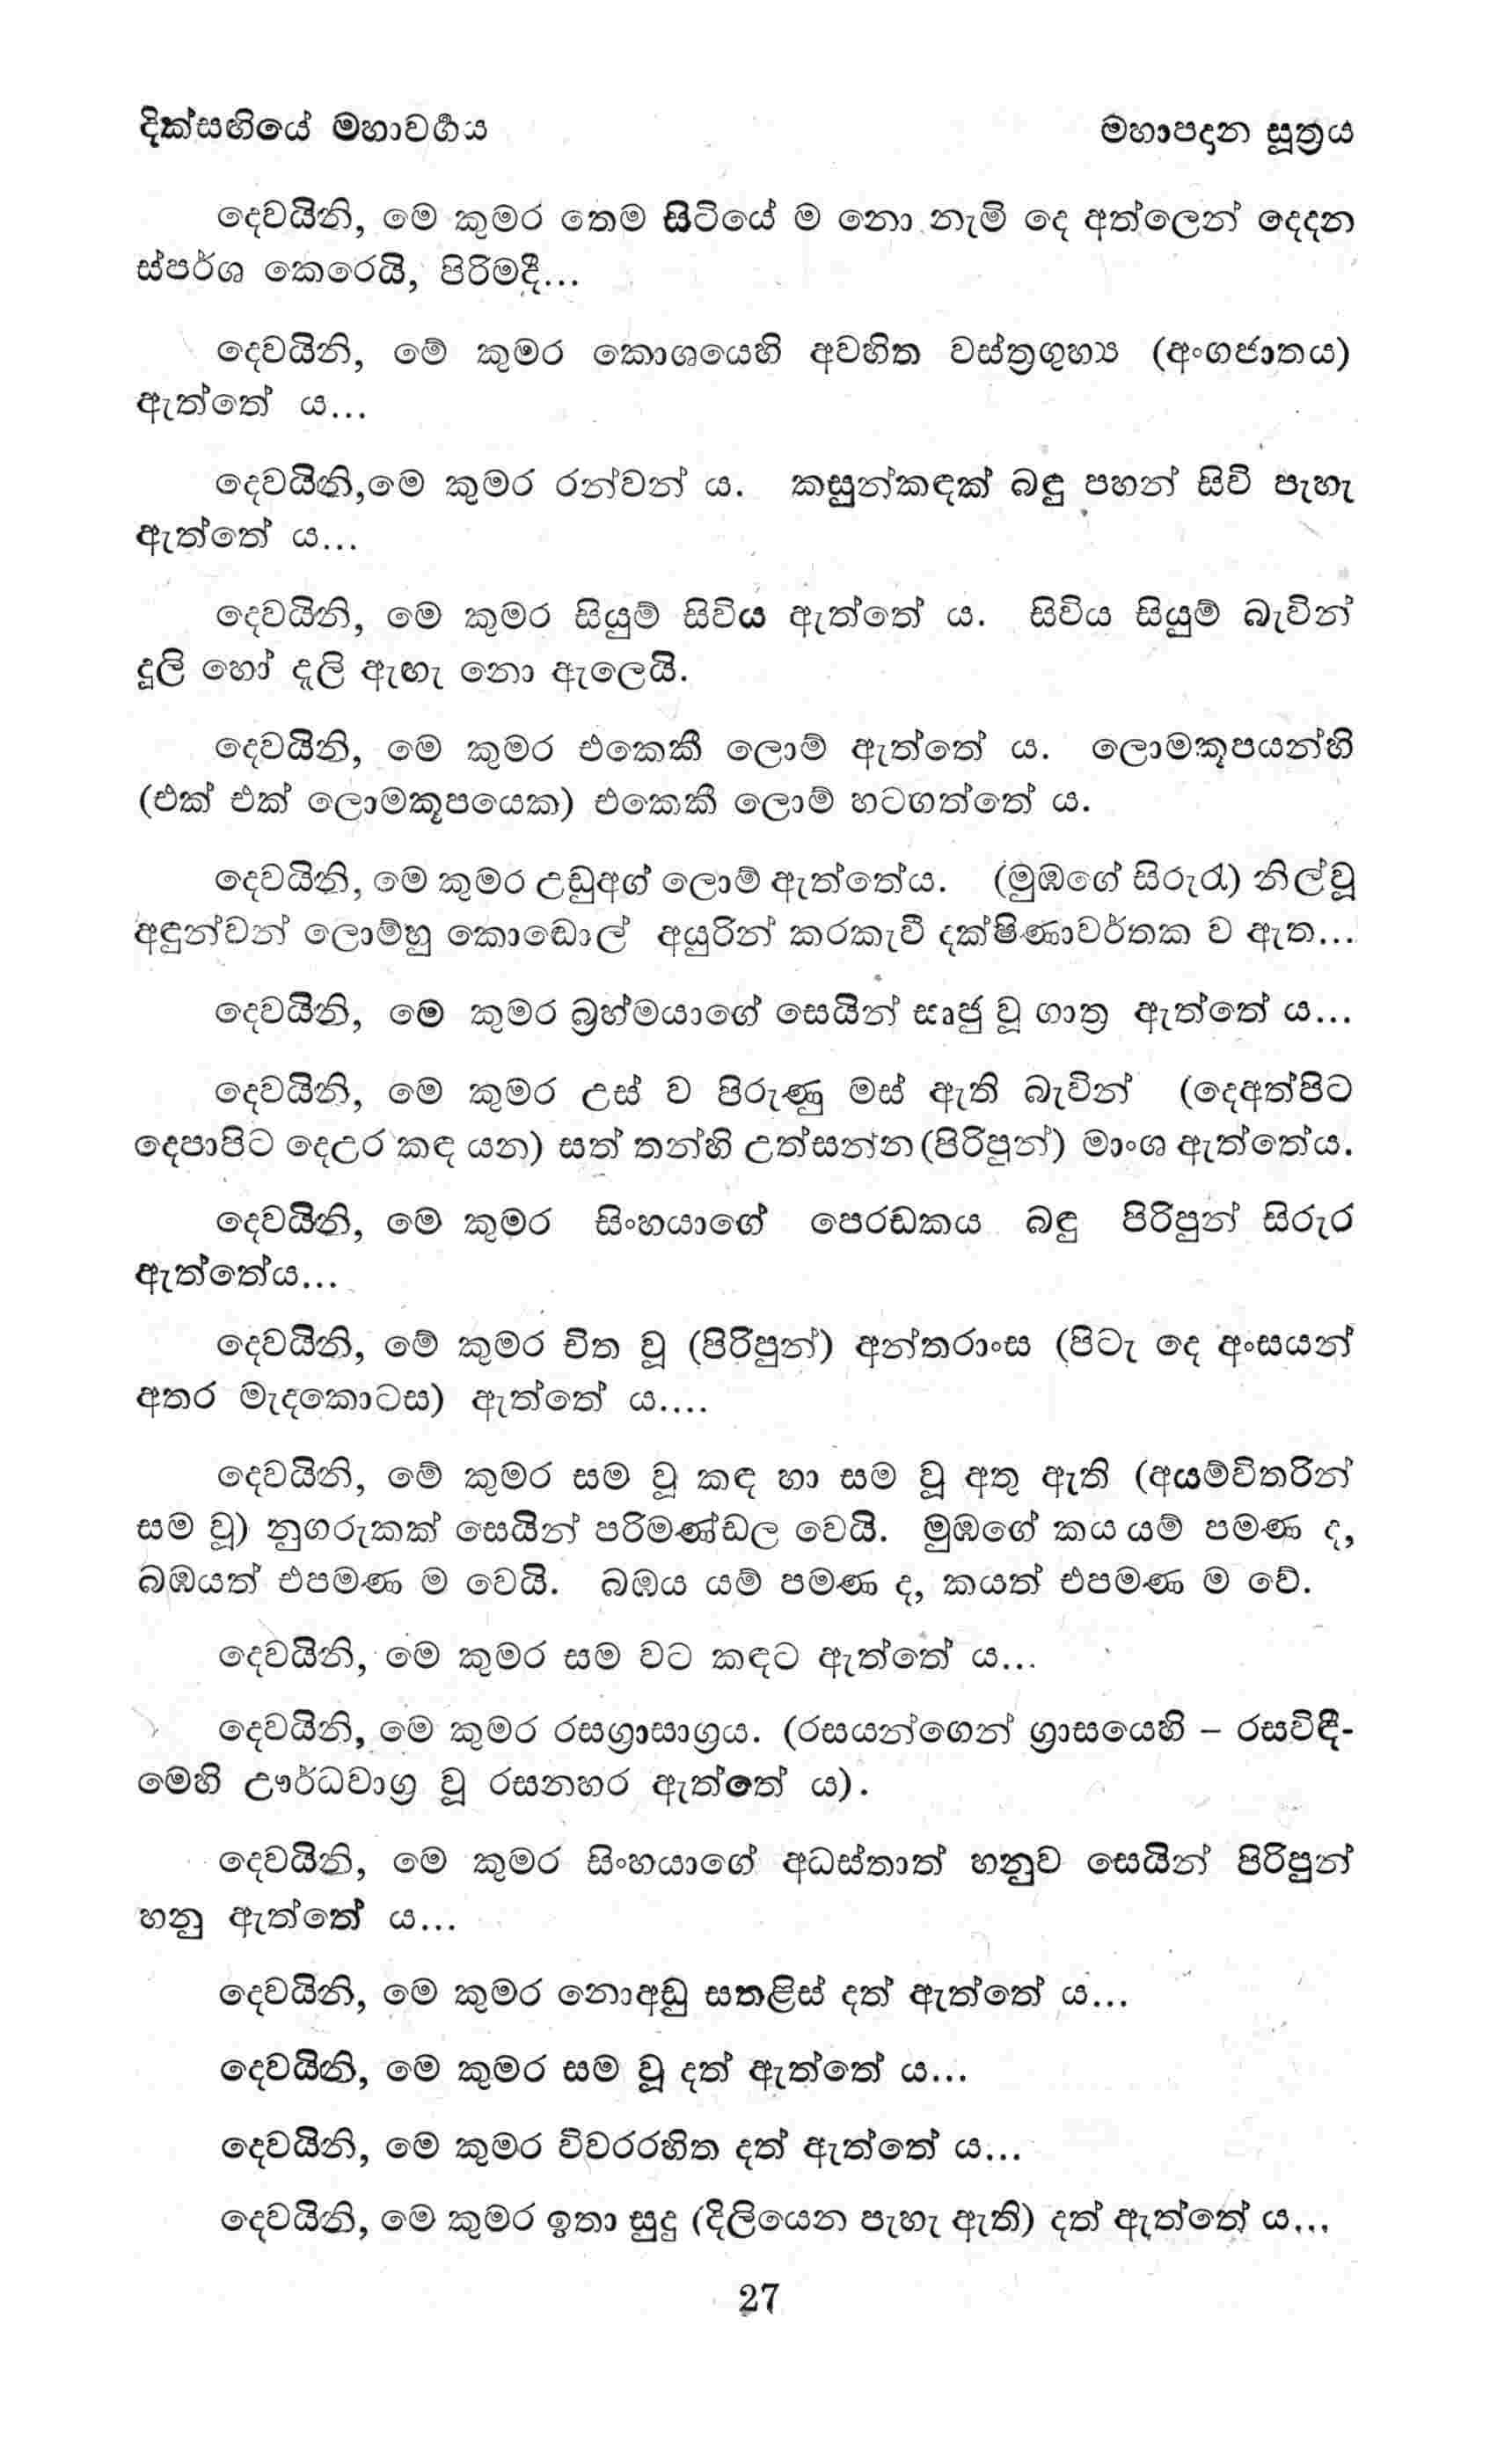 දික්සඟියේ මහාවර්‍ගය
මහාපදාන සූත්‍රය
දෙවයිනි, මෙ කුමර තෙම සිටියේ ම නො නැමි දෙ අත්ලෙන් දෙදන
ස්පර්ශ කෙරෙයි, පිරිමදී...
දෙවයිනි, මේ කුමර කොශයෙහි අවහිත වස්ත්‍රගුහ්‍ය (අංගජාතය)
ඇත්තේ ය...
දෙවයිනි,මෙ කුමර රන්වන් ය. කසුන්කඳක් බඳු පහන් සිවි පැහැ
ඇත්තේ ය...
දෙවයිනි, මෙ කුමර සියුම් සිවිය ඇත්තේ ය. සිවිය සියුම් බැවින්
දූලි හෝ දැලි ඇඟැ නො ඇලෙයි.
දෙවයිනි, මෙ කුමර එකෙකී ලොම් ඇත්තේ ය. ලොමකූපයන්හි
(එක් එක් ලොමකූපයෙක) එකෙකී ලොම් හටගත්තේ ය.
දෙවයිනි, මෙ කුමර උඩුඅග් ලොම් ඇත්තේය. (මුඹගේ සිරුරැ) නිල්වූ
අඳුන්වන් ලොම්හු කොඬොල් අයුරින් කරකැවී දක්ෂිණාවර්තක ව ඇත...
දෙවයිනි, මෙ කුමර බ්‍රහ්මයාගේ සෙයින් සෘජු වූ ගාත්‍ර ඇත්තේ ය...
දෙවයිනි, මෙ කුමර උස් ව පිරුණු මස් ඇති බැවින් (දෙඅත්පිට
දෙපාපිට දෙඋර කඳ යන) සත් තන්හි උත්සන්න (පිරිපුන්) මාංශ ඇත්තේය.
දෙවයිනි, මෙ කුමර සිංහයාගේ පෙරඩකය බඳු පිරිපුන් සිරුර
ඇත්තේය...
දෙවයිනි, මේ කුමර චිත වූ (පිරිපුන්) අන්තරාංස (පිටැ දෙ අංසයන්
අතර මැදකොටස) ඇත්තේ ය....
දෙවයිනි, මේ කුමර සම වූ කඳ හා සම වූ අතු ඇති (අයම්විතරින්
සම වූ) නුගරුකක් සෙයින් පරිමණ්ඩල වෙයි. මුඹගේ කය යම් පමණ ද,
බඹයත් එපමණ ම වෙයි. බඹය යම් පමණ ද, කයත් එපමණ ම වේ.
දෙවයිනි, මෙ කුමර සම වට කඳට ඇත්තේ ය...
දෙවයිනි, මෙ කුමර රසග්‍රාසාග්‍රය. (රසයන්ගෙන් ග්‍රාසයෙහි – රසවිඳී-
මෙහි ඌර්ධවාග්‍ර වූ රසනහර ඇත්තේ ය).
දෙවයිනි, මෙ කුමර සිංහයාගේ අධස්තාත් හනුව සෙයින් පිරිපුන්
හනු ඇත්තේ ය...
දෙවයිනි, මෙ කුමර නොඅඩු සතළිස් දත් ඇත්තේ ය...
දෙවයිනි, මෙ කුමර සම වූ දත් ඇත්තේ ය...
දෙවයිනි, මෙ කුමර විවරරහිත දත් ඇත්තේ ය...
දෙවයිනි, මෙ කුමර ඉතා සුදු (දිලියෙන පැහැ ඇති) දත් ඇත්තේ ය...
27